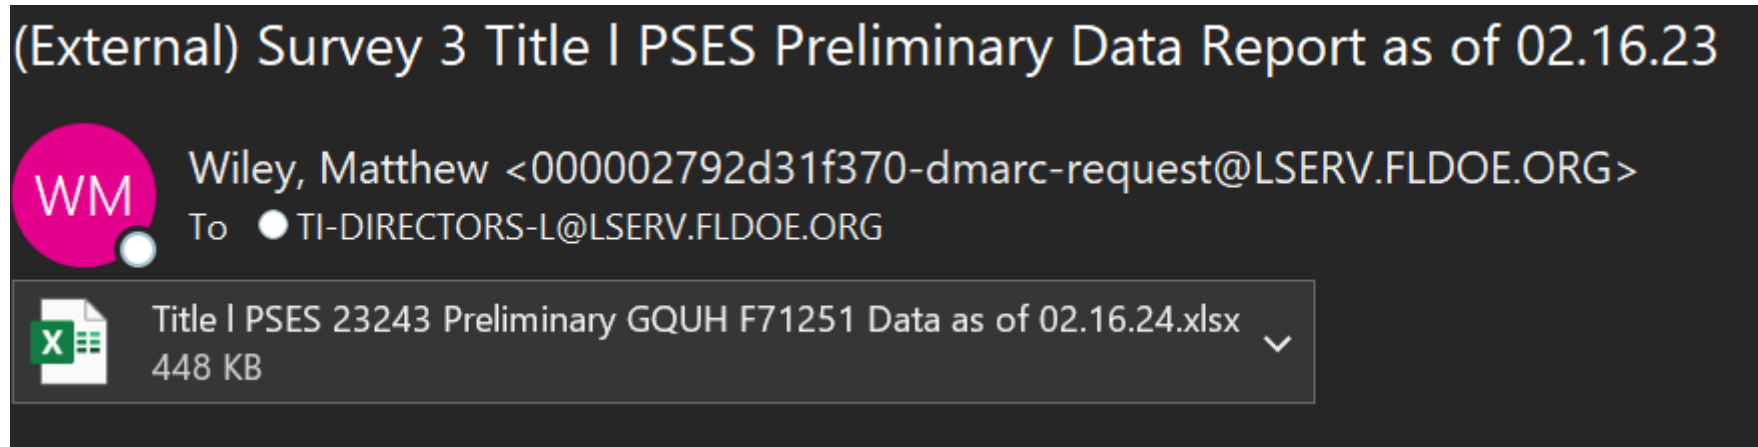 (External) Survey 3 Title l PSES Preliminary Data Report as of 02.16.23
WM
Wiley, Matthew <000002792d31f370-dmarc-request@LSERV.FLDOE.ORG>
To TI-DIRECTORS-L@LSERV.FLDOE.ORG
X
Title l PSES 23243 Preliminary GQUH F71251 Data as of 02.16.24.xlsx
448 KB